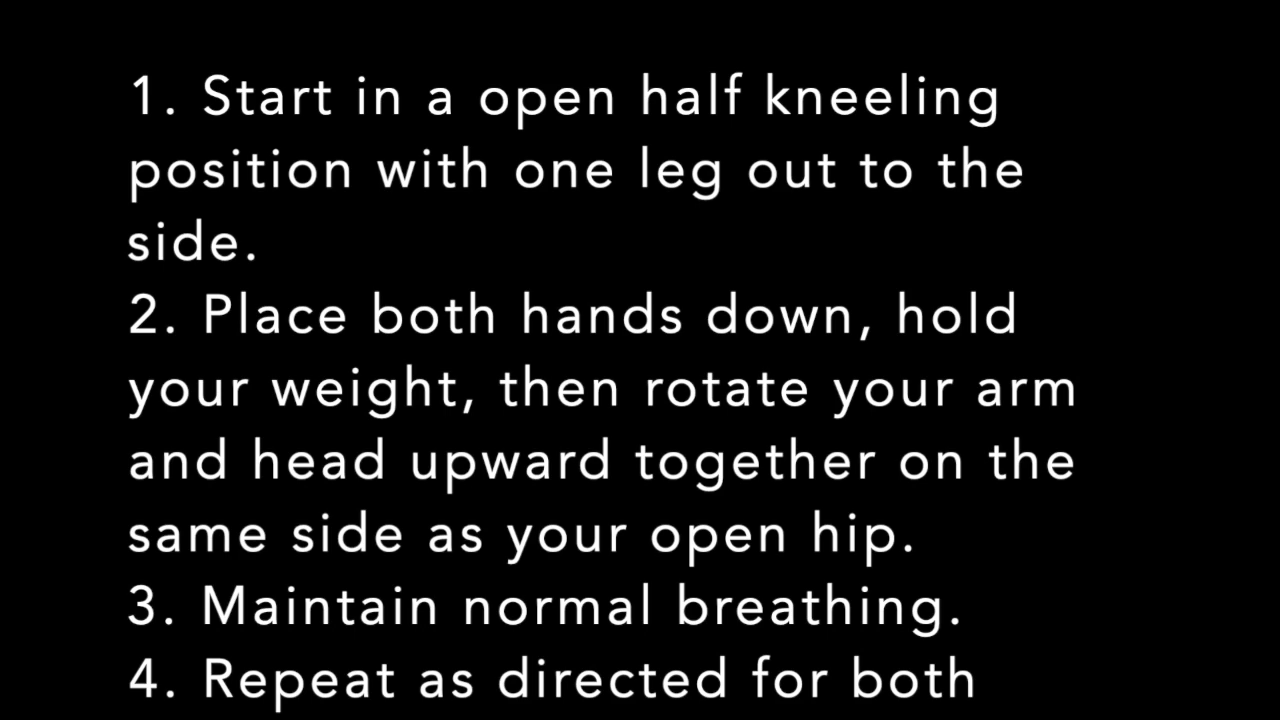 1. Start in a open half kneeling
position with one leg out to the
side.
2. Place both hands down, hold
your weight, then rotate your arm
and head upward together on the
same side as your open hip.
3. Maintain normal breathing.
4. Repeat as directed for both